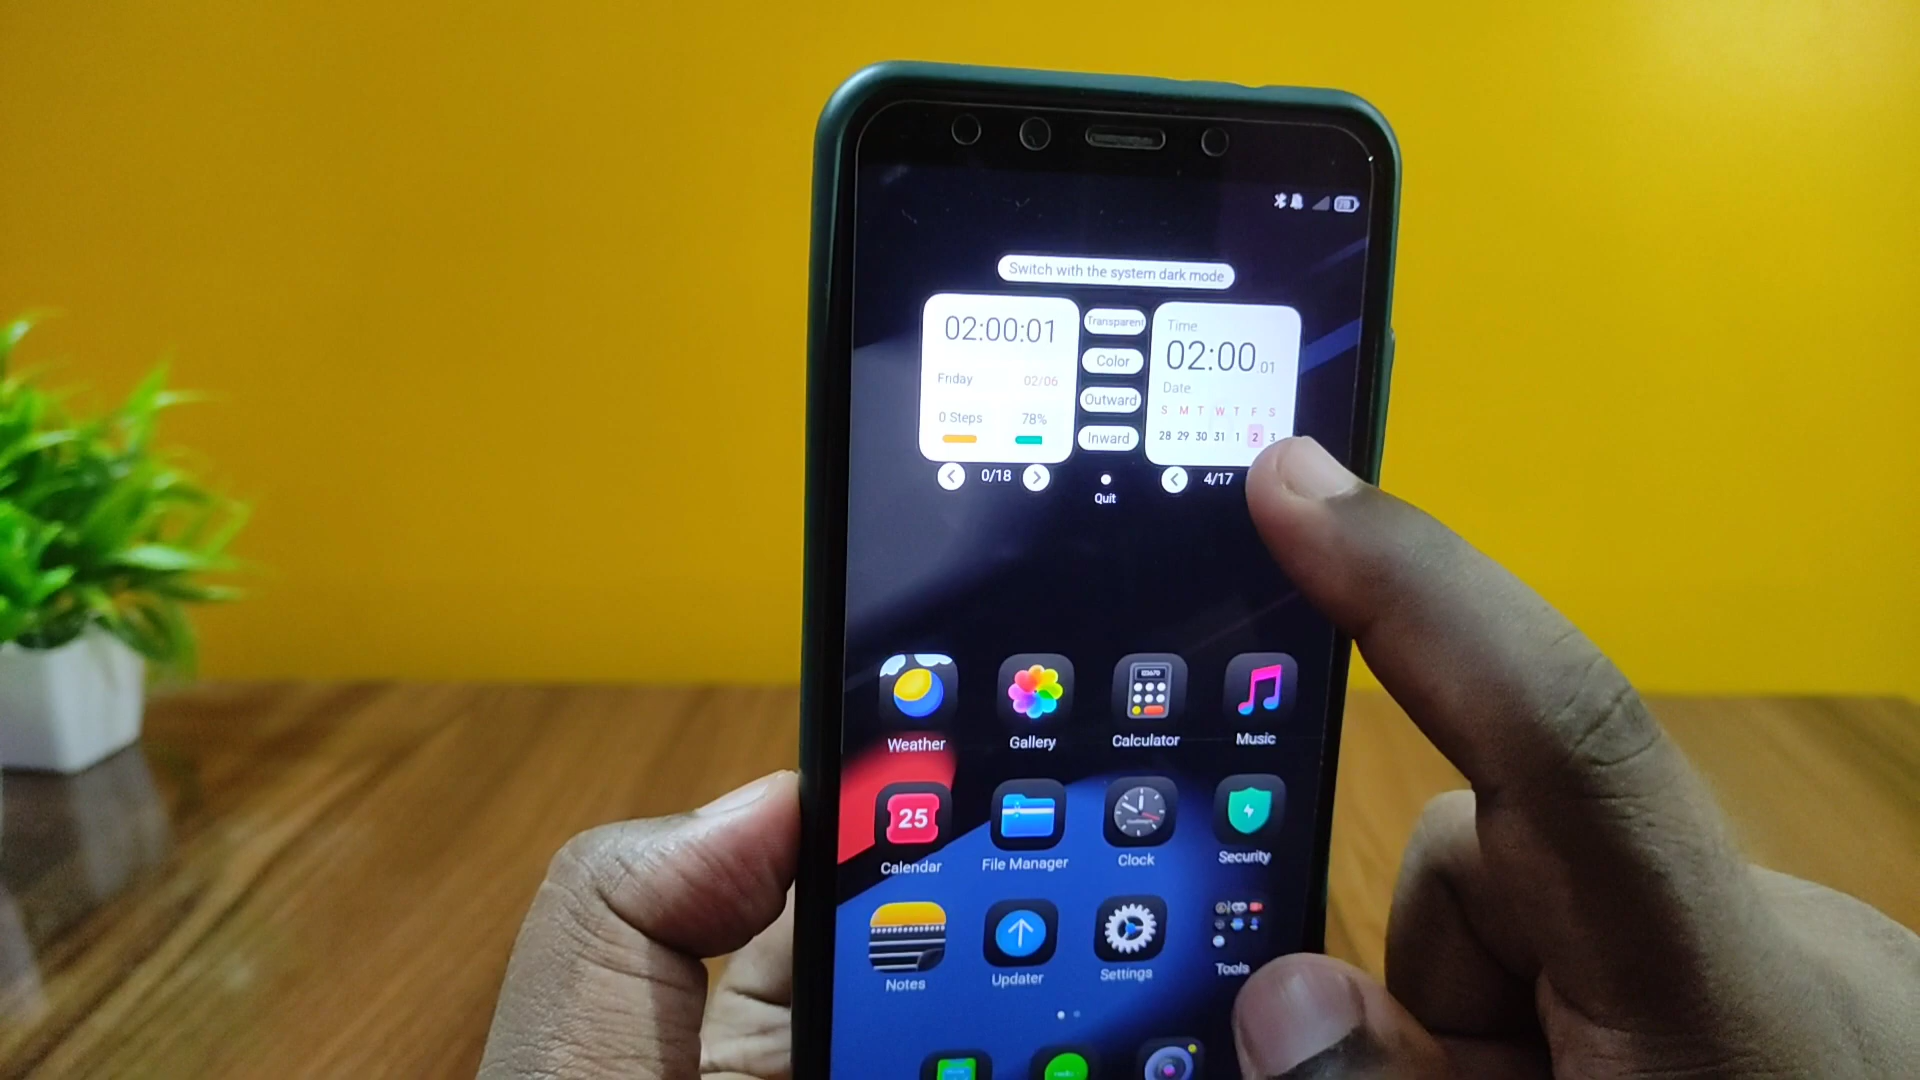 Switch with the system dark mode
02:00:01
Friday 02/06
0 Steps 78%
0/18
Transparent
Color
Outward
Inward
Quit
Time
02:00.01
Date
S M T W T F S
28 29 30 31 1 2 3
4/17
Weather
Gallery
Calculator
Music
25
Calendar
File Manager
Clock
Security
Notes
Updater
Settings
Tools